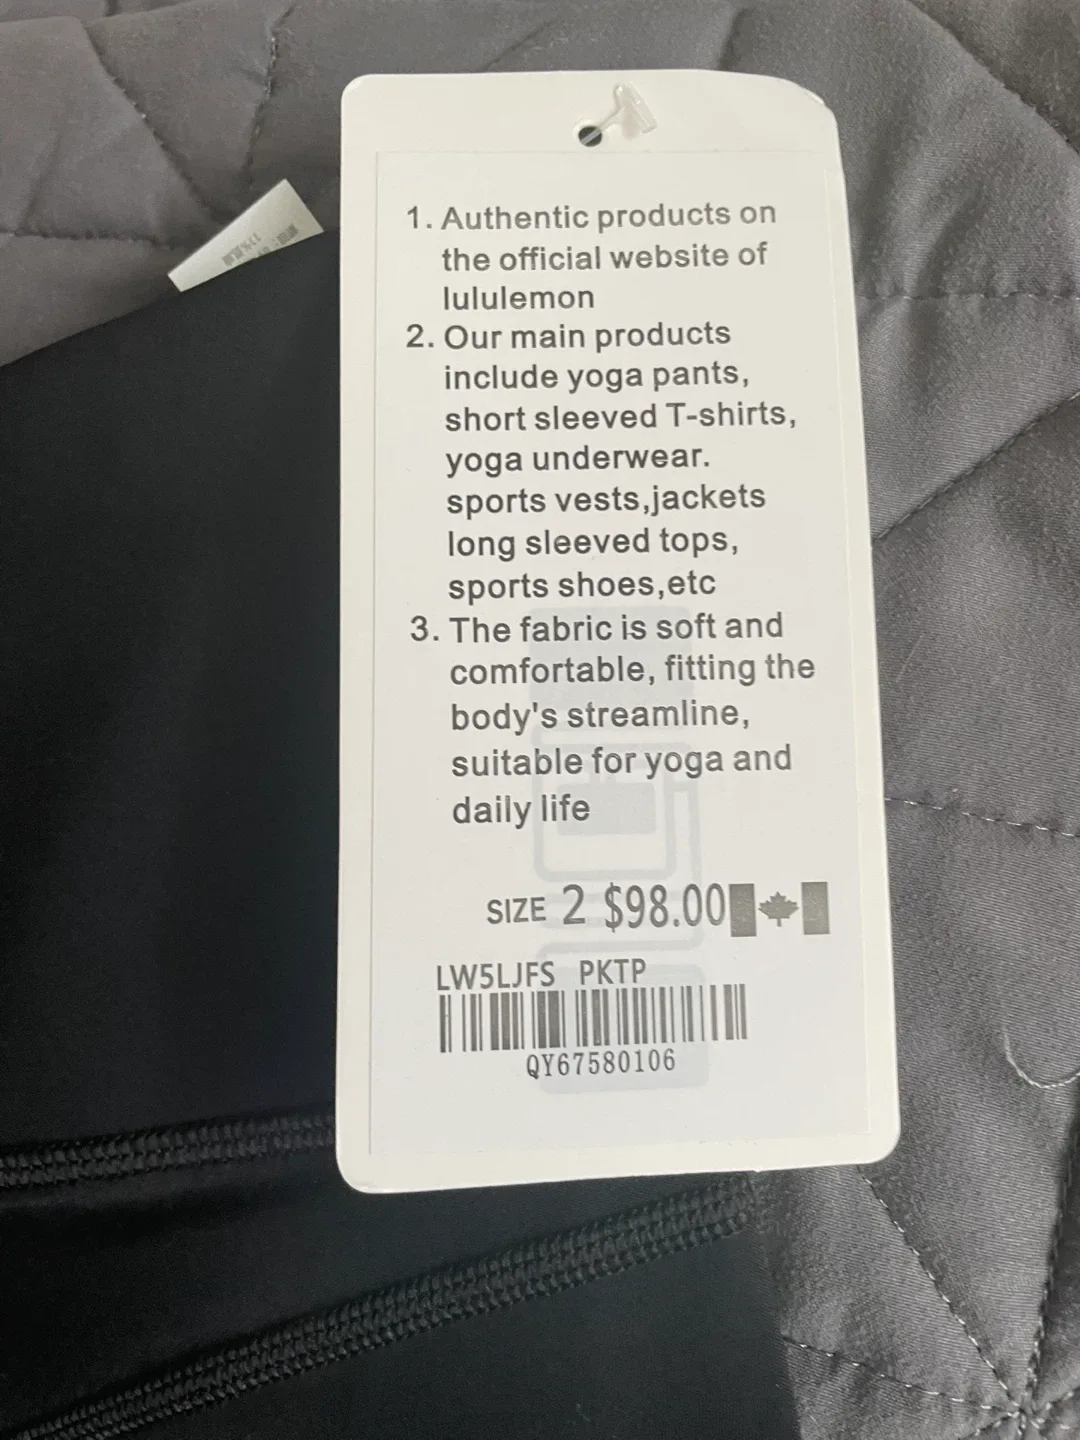 1. Authentic products on
the official website of
lululemon
2. Our main products
include yoga pants,
short sleeved T-shirts,
yoga underwear.
sports vests,jackets
long sleeved tops,
sports shoes,etc
3. The fabric is soft and
comfortable, fitting the
body's streamline,
suitable for yoga and
daily life
SIZE 2 $98.00
LW5LJFS PKTP
QY67580106